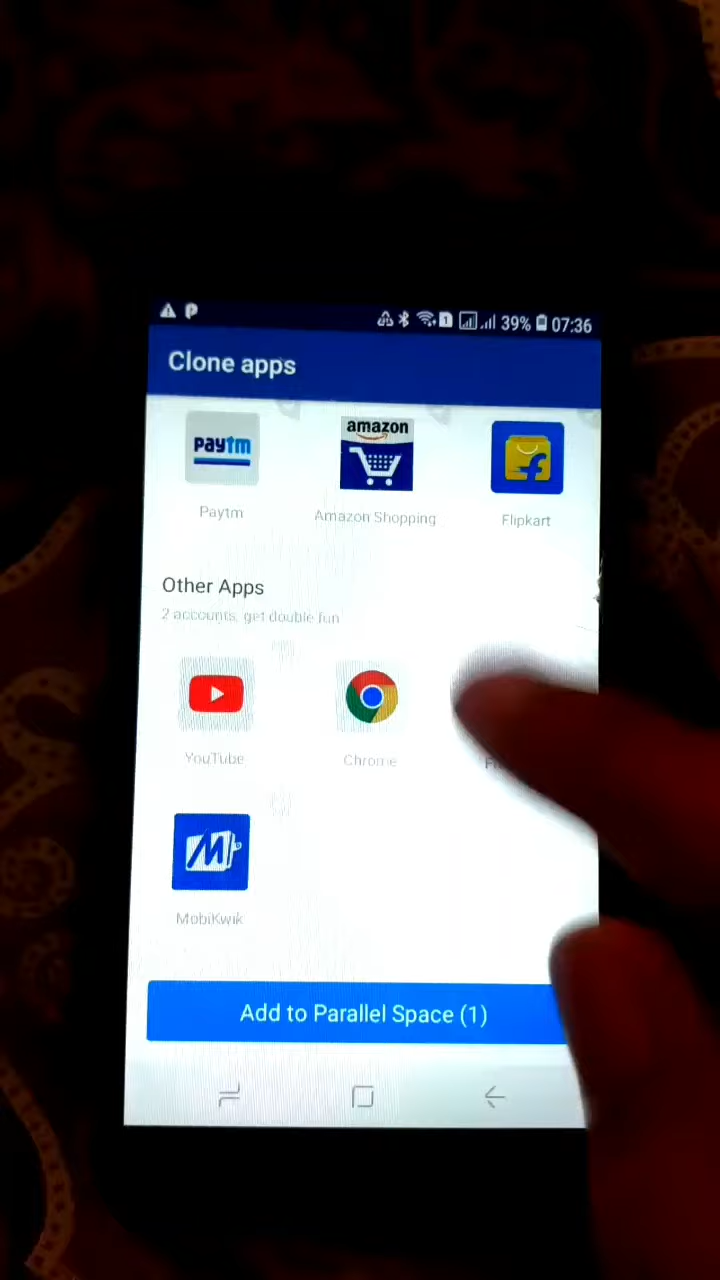 39% 07:36
Clone apps
paytm amazon
Paytm Amazon Shopping Flipkart
Other Apps
2 accounts, get double fun
YouTube Chrome
MobiKwik
Add to Parallel Space (1)